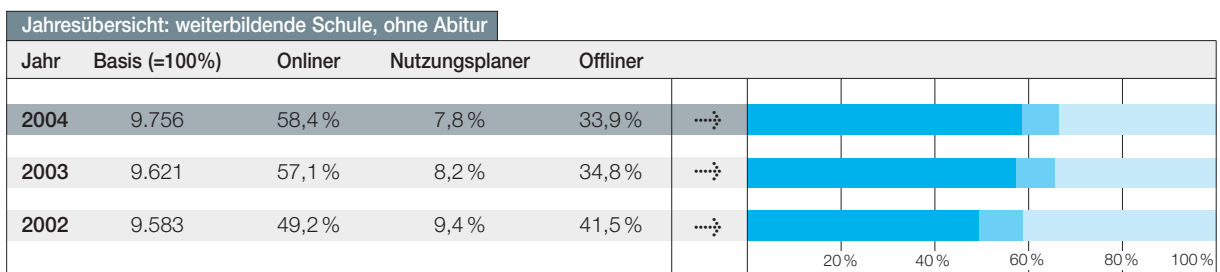 Jahresübersicht: weiterbildende Schule, ohne Abitur
Jahr Basis (=100%) Onliner Nutzungsplaner Offliner
2004 9.756 58,4 % 7,8 % 33,9 %
2003 9.621 57,1 % 8,2 % 34,8 %
2002 9.583 49,2 % 9,4 % 41,5 %
20 % 40 % 60 % 80 % 100 %